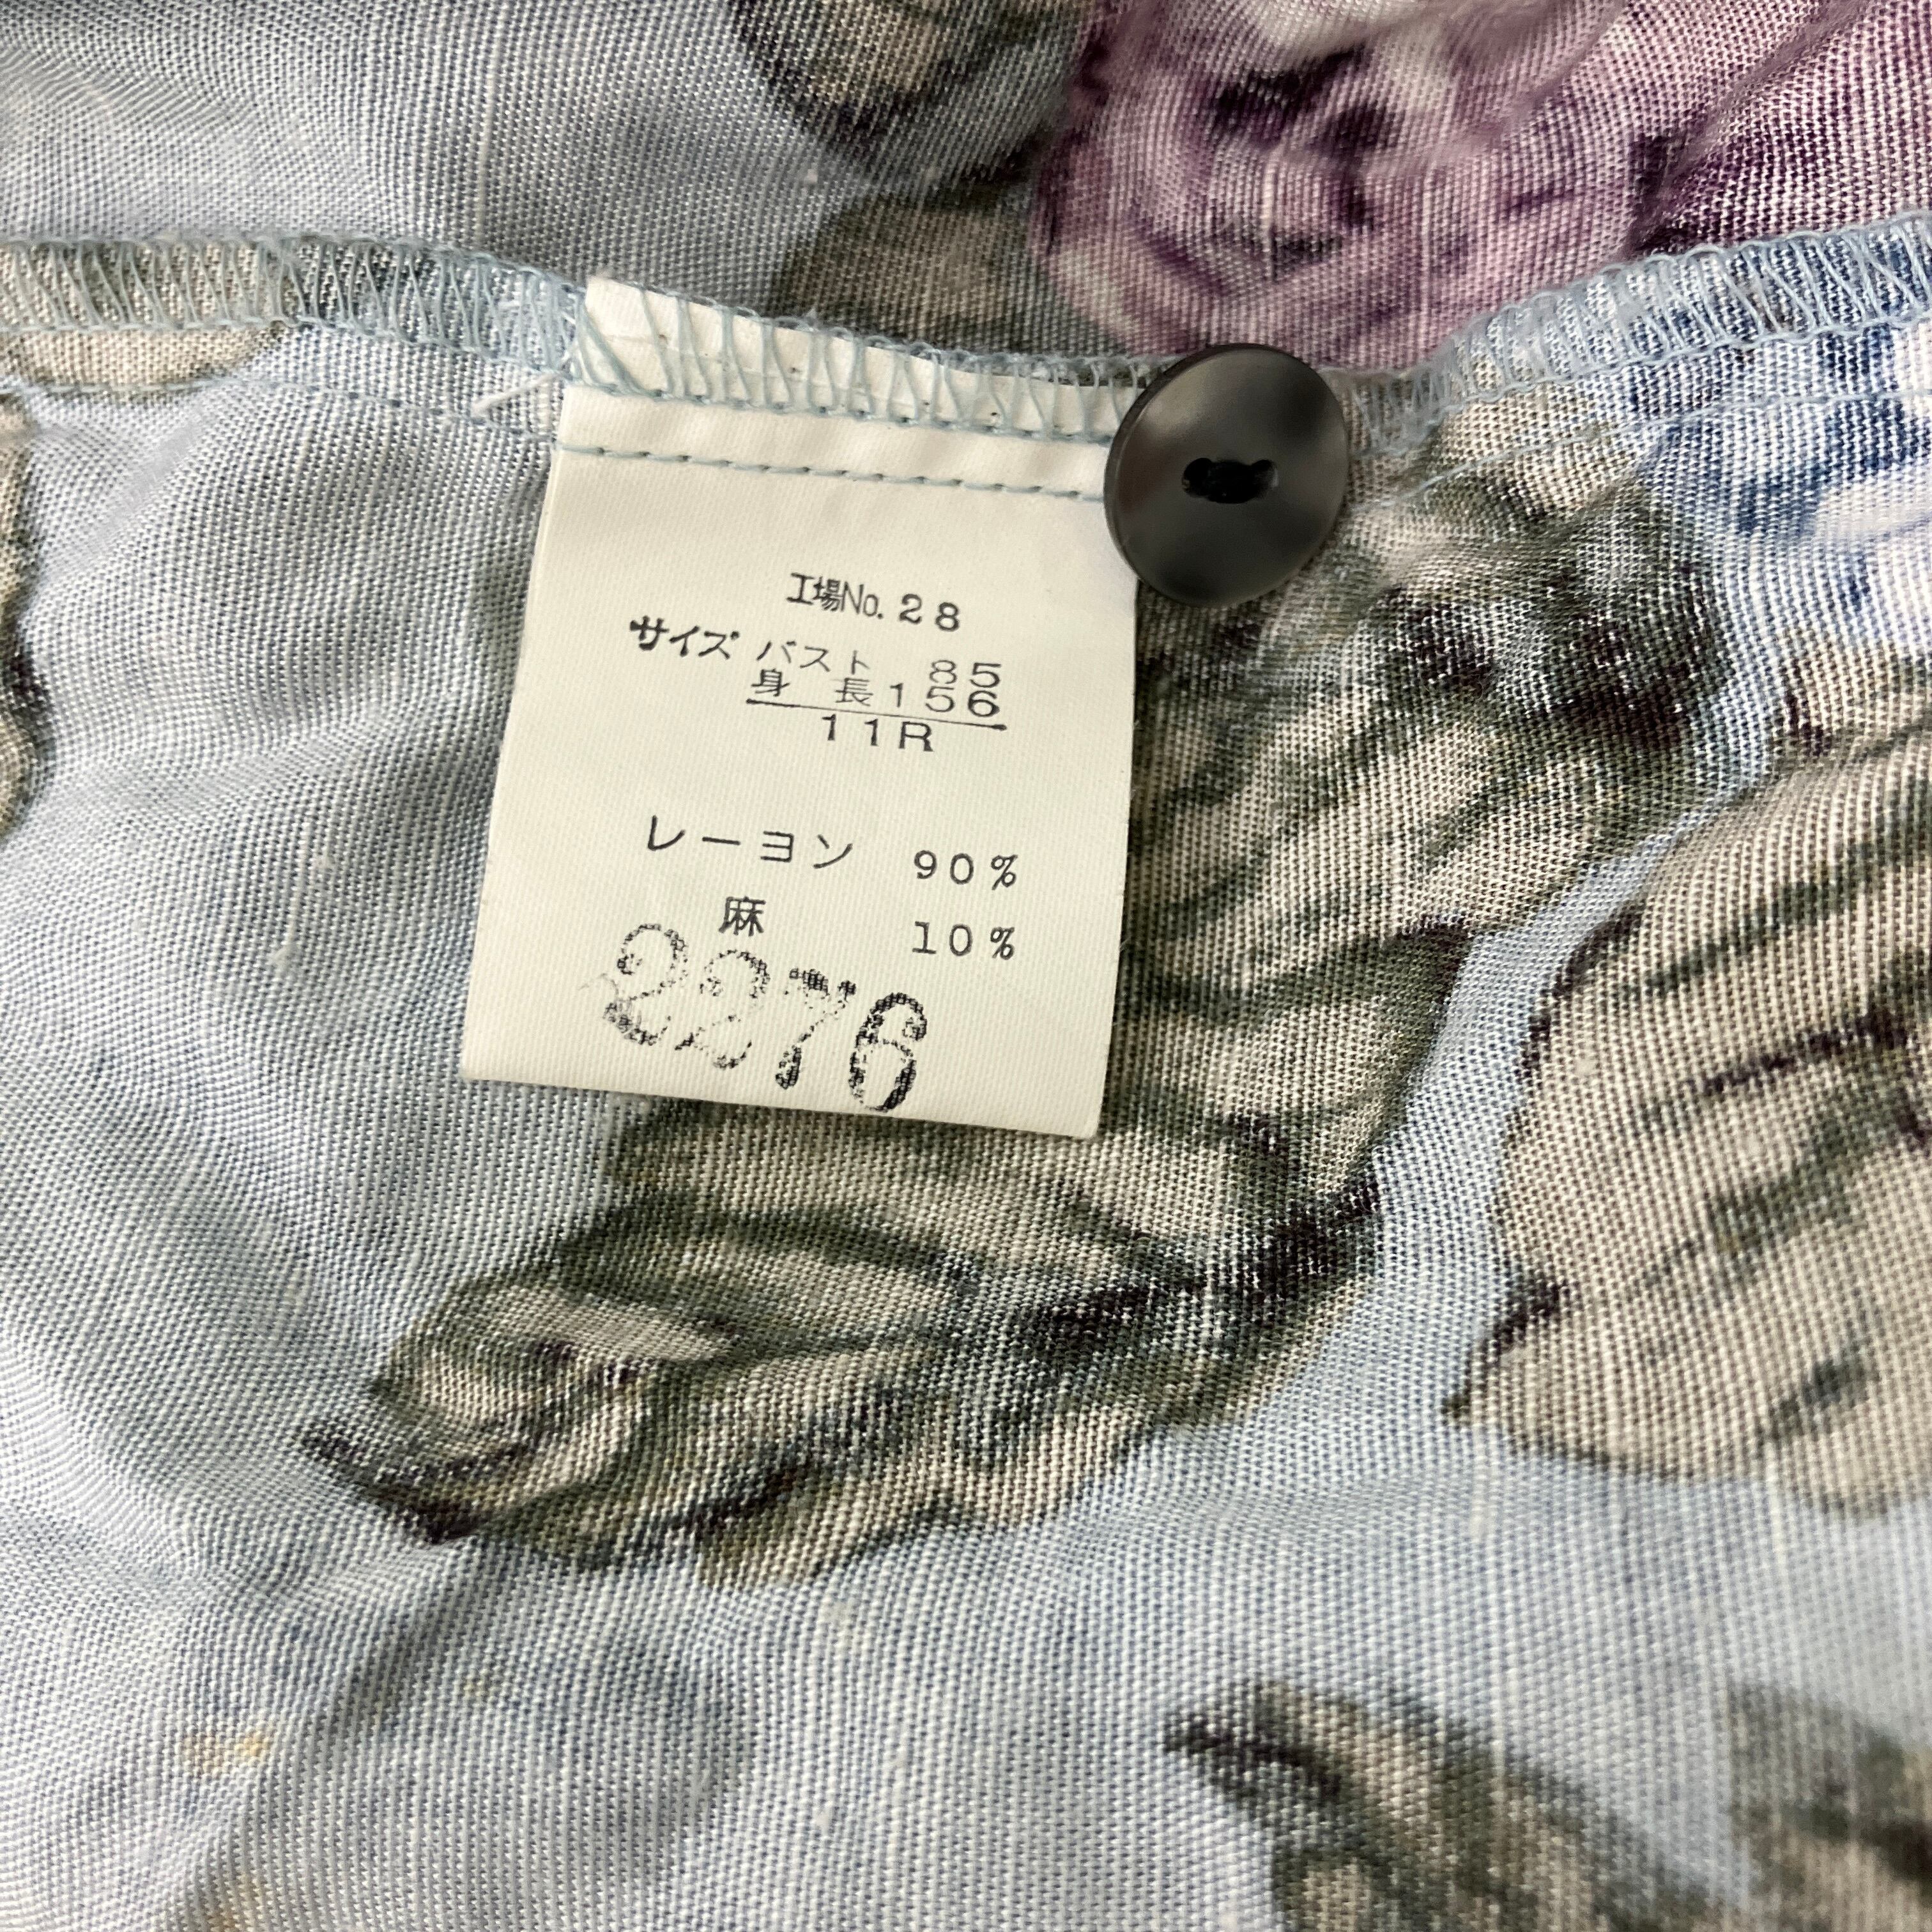 工場No.28
サイズ バスト 85
身 長156
11R
レーヨン 90%
麻 10%
2276